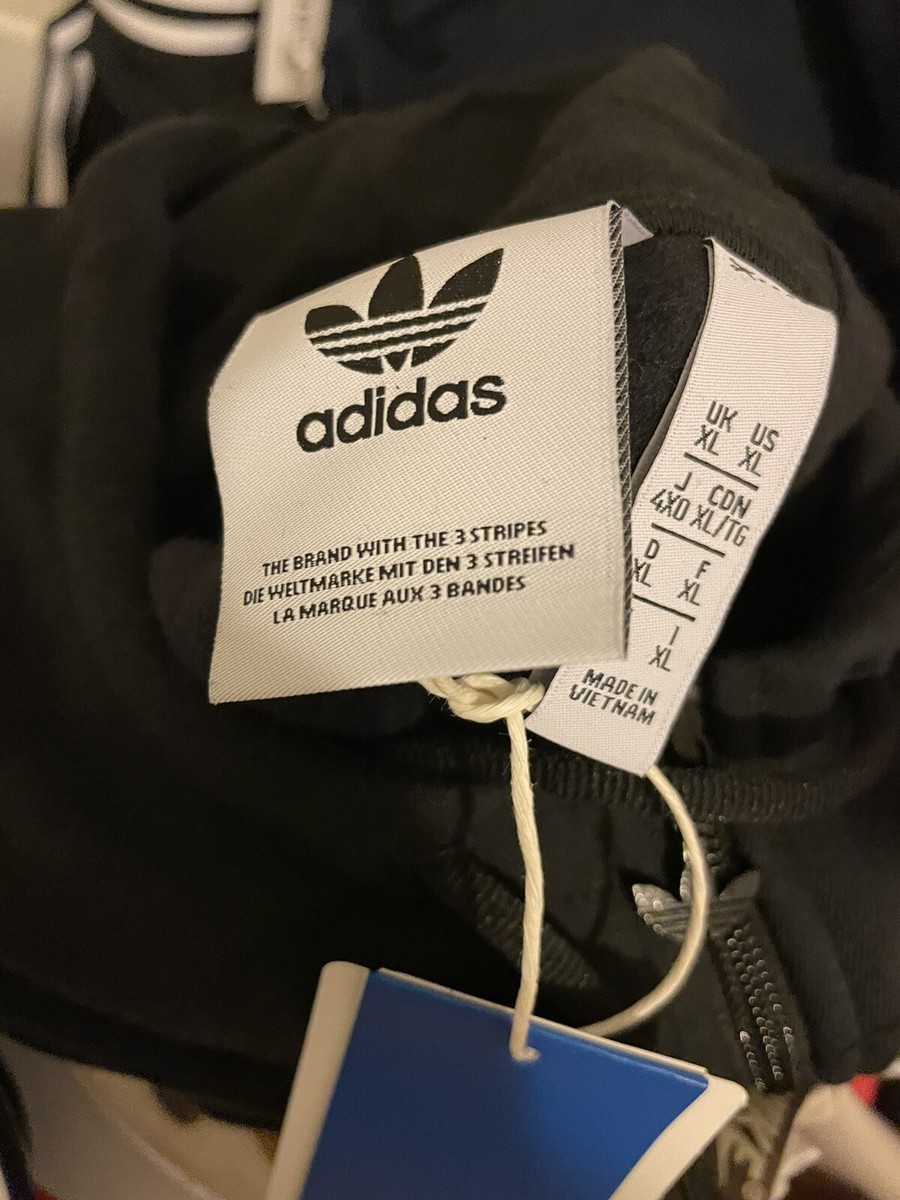 adidas
THE BRAND WITH THE 3 STRIPES
DIE WELTMARKE MIT DEN 3 STREIFEN
LA MARQUE AUX 3 BANDES
UK US
XL XL
J CDN
4XO XL/TG
D F
XL XL
I
XL
MADE IN
VIETNAM